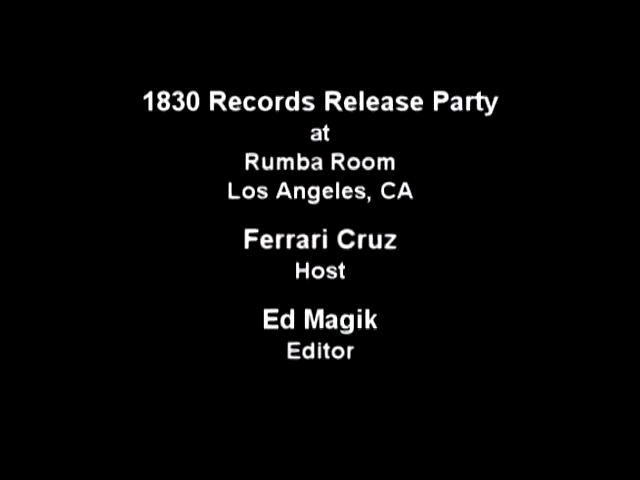 1830 Records Release Party
at
Rumba Room
Los Angeles, CA
Ferrari Cruz
Host
Ed Magik
Editor